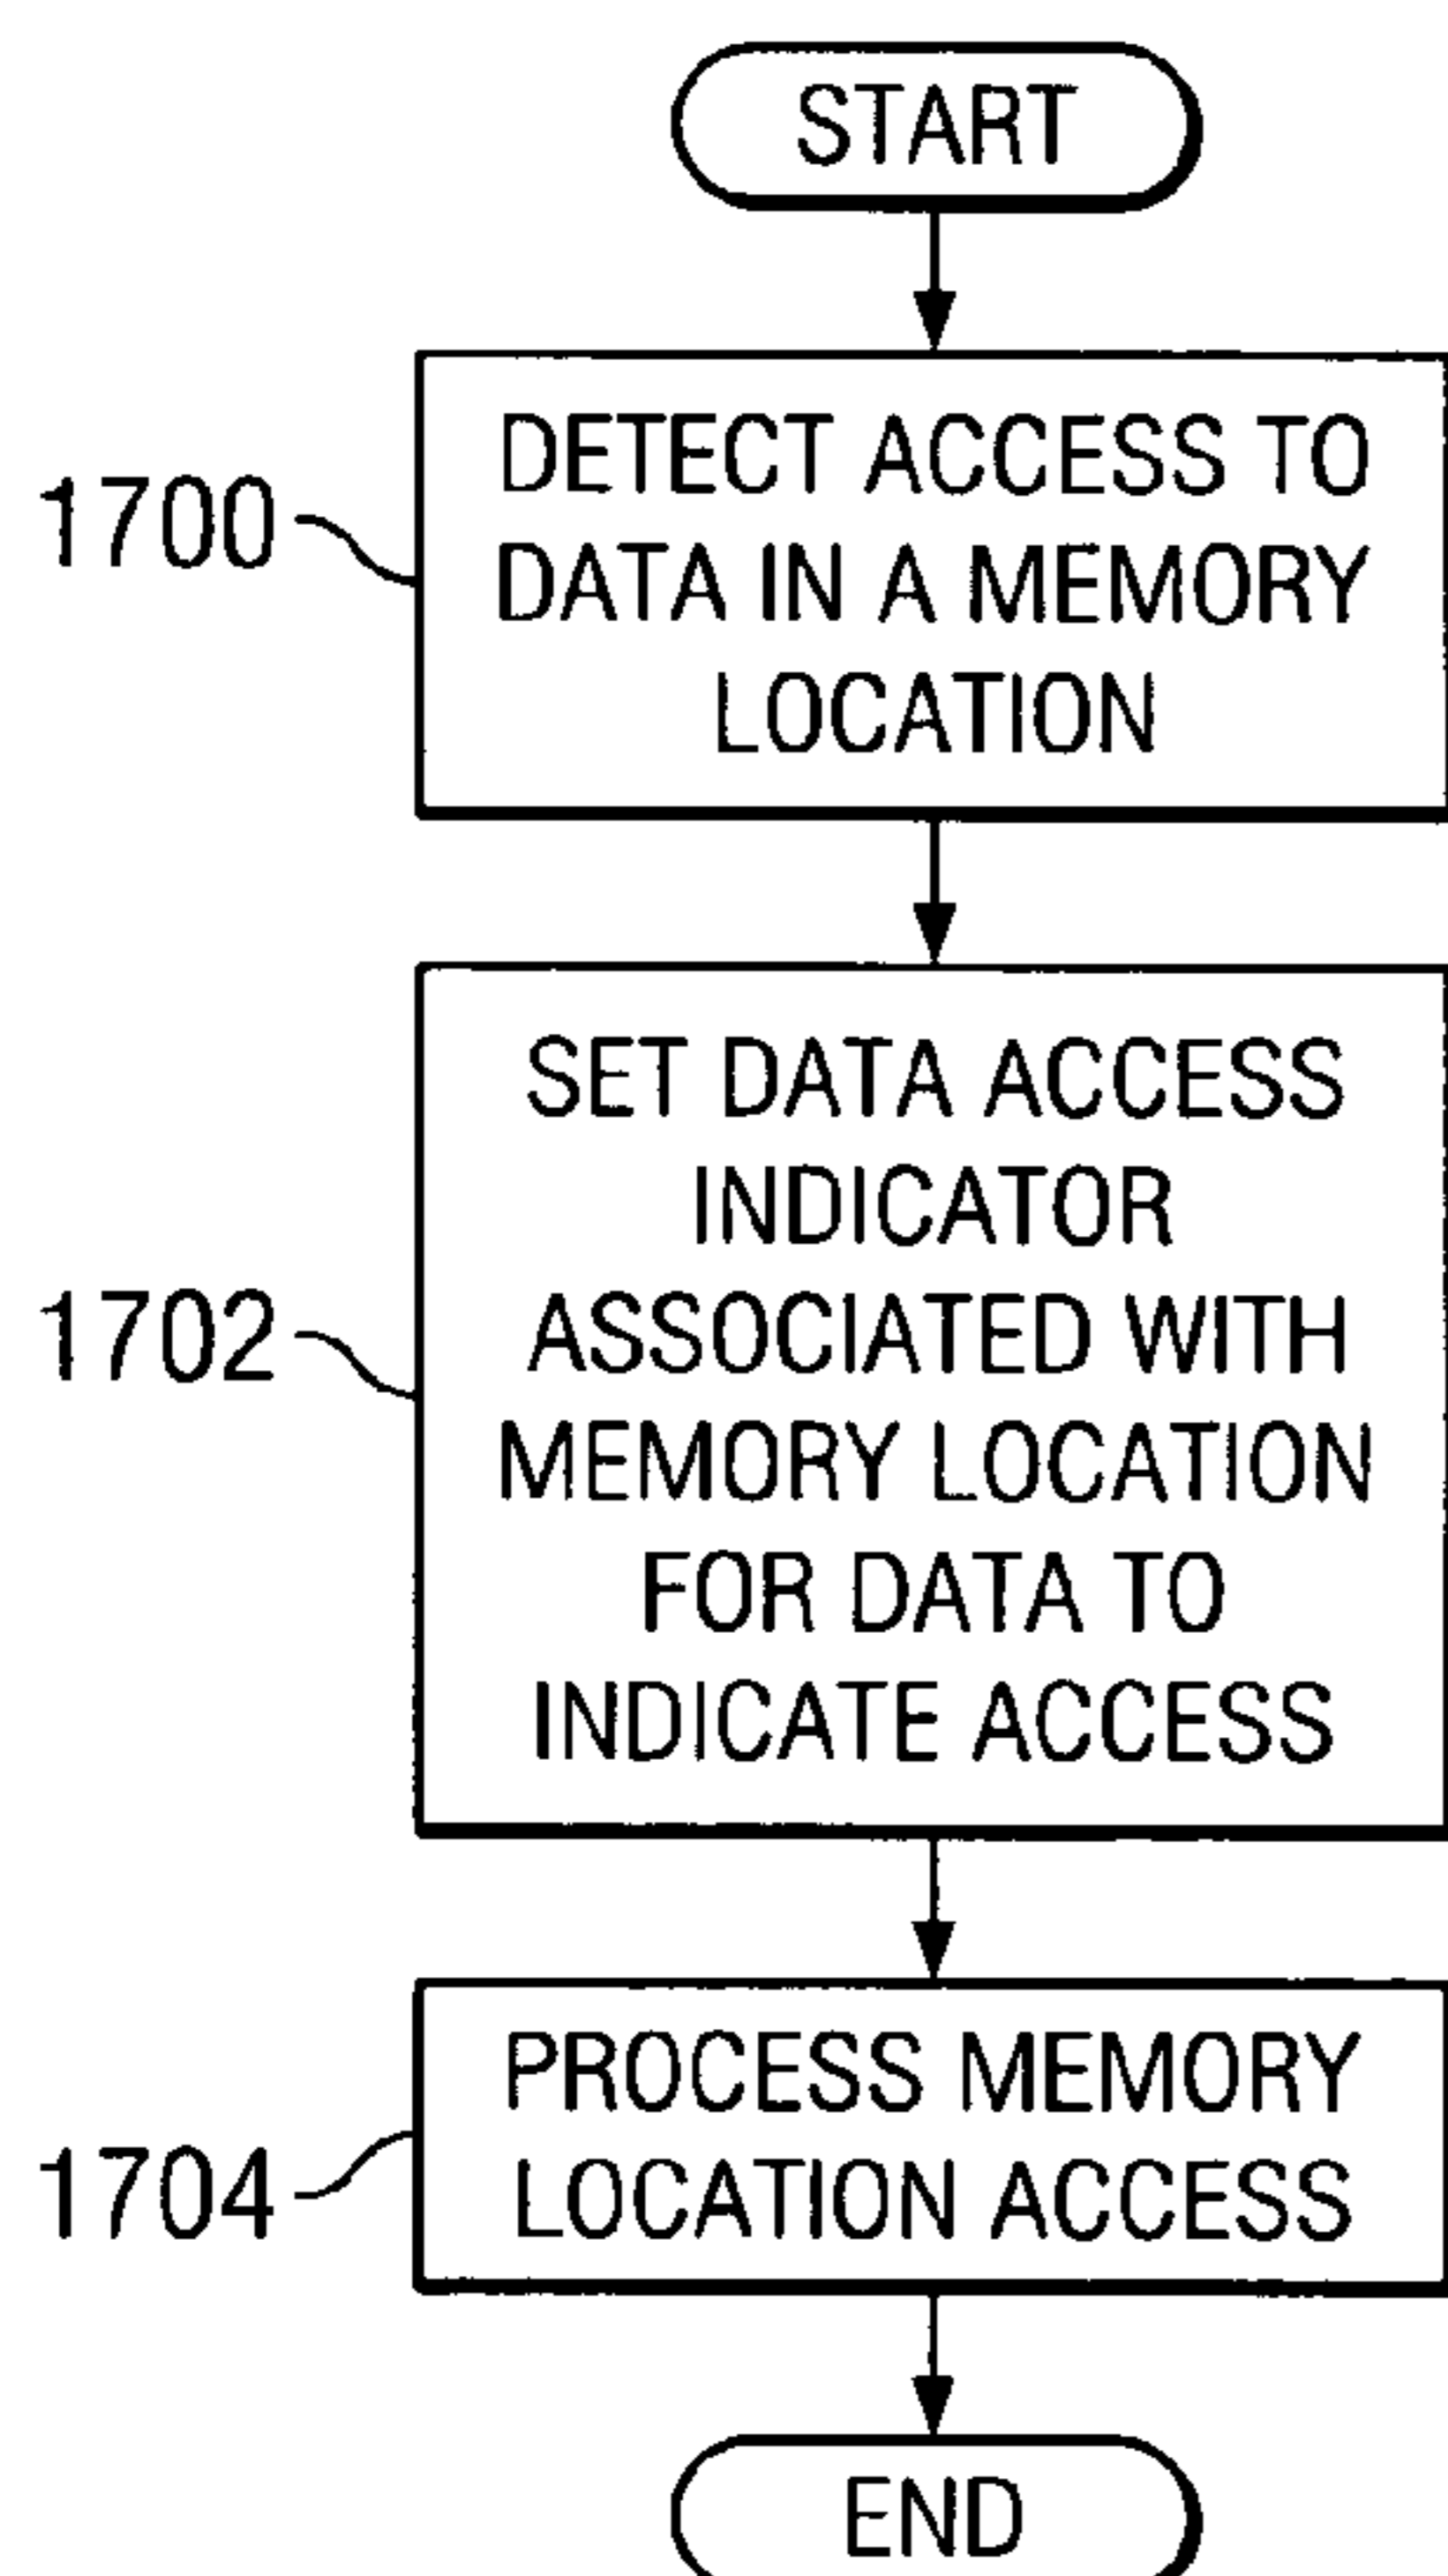 START
1700
DETECT ACCESS TO
DATA IN A MEMORY
LOCATION
1702
SET DATA ACCESS
INDICATOR
ASSOCIATED WITH
MEMORY LOCATION
FOR DATA TO
INDICATE ACCESS
1704
PROCESS MEMORY
LOCATION ACCESS
END